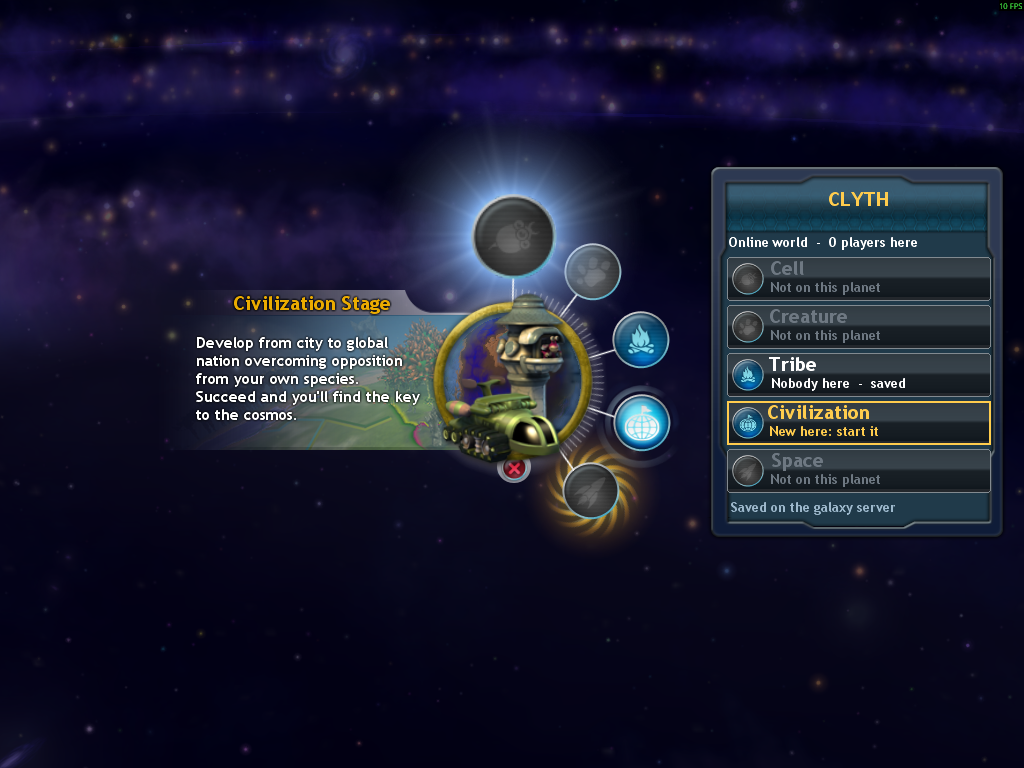 10 FPS
Civilization Stage
Develop from city to global
nation overcoming opposition
from your own species.
Succeed and you'll find the key
to the cosmos.
CLYTH
Online world - 0 players here
Cell
Not on this planet
Creature
Not on this planet
Tribe
Nobody here - saved
Civilization
New here: start it
Space
Not on this planet
Saved on the galaxy server